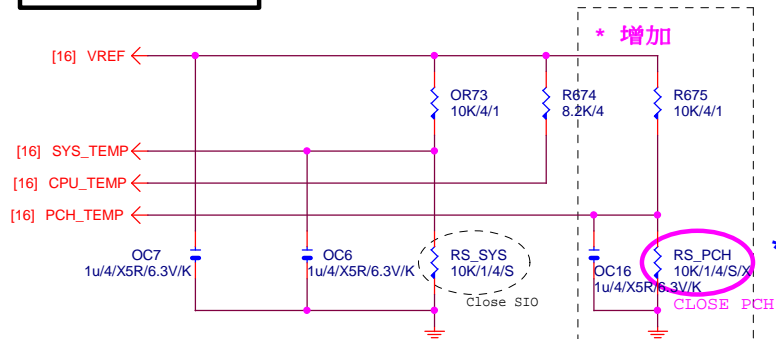 * 增加
[16] VREF
OR73
10K/4/1
R674
8.2K/4
R675
10K/4/1
[16] SYS_TEMP
[16] CPU_TEMP
[16] PCH_TEMP
OC7
1u/4/X5R/6.3V/K
OC6
1u/4/X5R/6.3V/K
RS_SYS
10K/1/4/S
Close SIO
OC16
1u/4/X5R/6.3V/K
RS_PCH
10K/1/4/S/X
CLOSE PCH
*